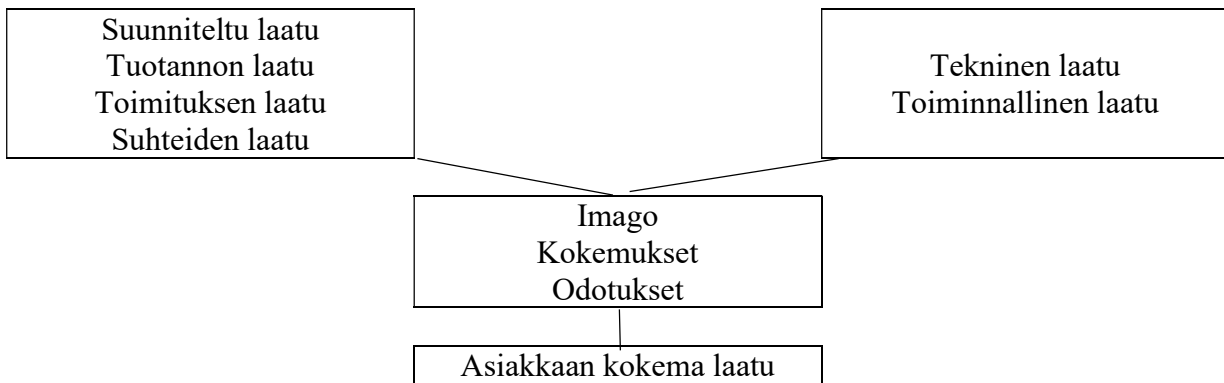 Suunniteltu laatu
Tuotannon laatu
Toimituksen laatu
Suhteiden laatu
Tekninen laatu
Toiminnallinen laatu
Imago
Kokemukset
Odotukset
Asiakkaan kokema laatu